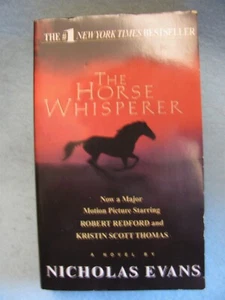 THE #1 NEW YORK TIMES BESTSELLER
THE
HORSE
WHISPERER
Now a Major
Motion Picture Starring
ROBERT REDFORD and
KRISTIN SCOTT THOMAS
A NOVEL BY
NICHOLAS EVANS